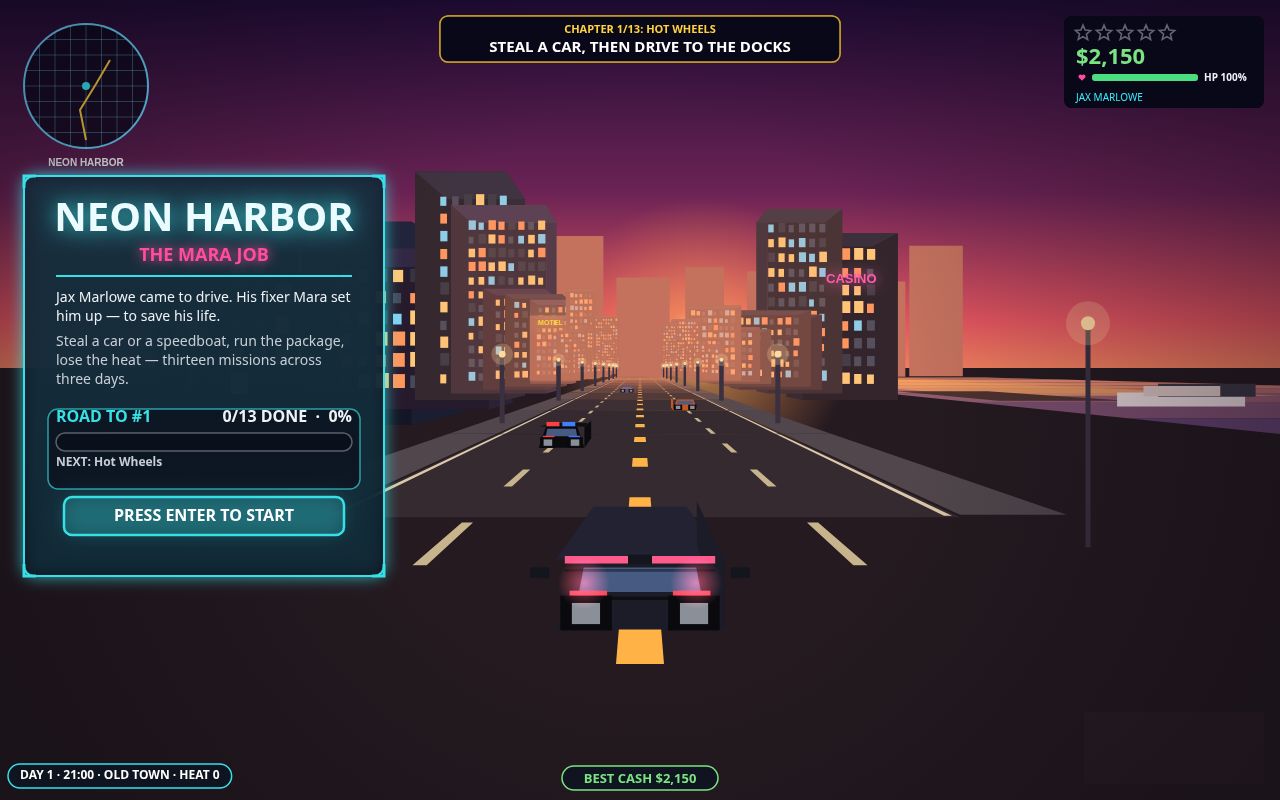 CHAPTER 1/13: HOT WHEELS
STEAL A CAR, THEN DRIVE TO THE DOCKS
$2,150
HP 100%
JAX MARLOWE
NEON HARBOR
NEON HARBOR
THE MARA JOB
Jax Marlowe came to drive. His fixer Mara set
him up — to save his life.
Steal a car or a speedboat, run the package,
lose the heat — thirteen missions across
three days.
ROAD TO #1 0/13 DONE · 0%
NEXT: Hot Wheels
PRESS ENTER TO START
CASINO
MOTEL
DAY 1 · 21:00 · OLD TOWN · HEAT 0
BEST CASH $2,150